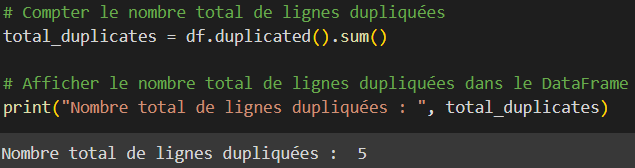 # Compter le nombre total de lignes dupliquées
total_duplicates = df.duplicated().sum()
# Afficher le nombre total de lignes dupliquées dans le DataFrame
print("Nombre total de lignes dupliquées : ", total_duplicates)
Nombre total de lignes dupliquées :  5